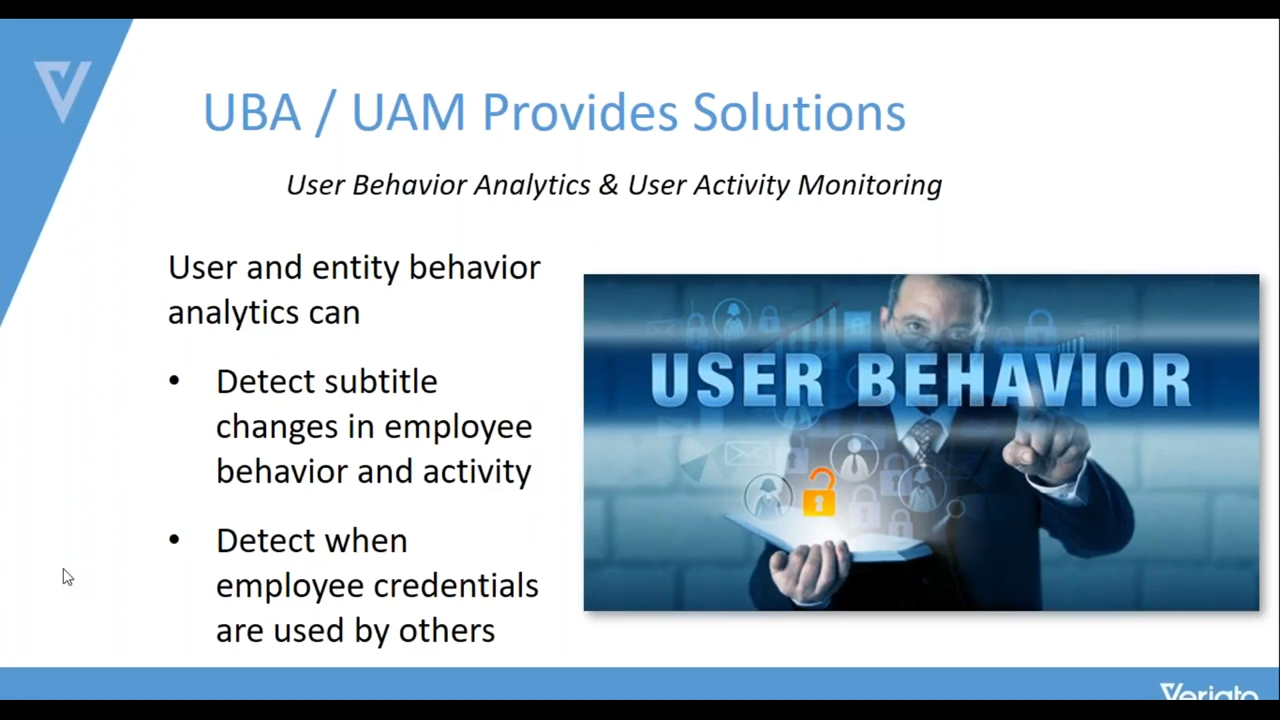 UBA / UAM Provides Solutions
User Behavior Analytics & User Activity Monitoring
User and entity behavior
analytics can
• Detect subtitle
changes in employee
behavior and activity
• Detect when
employee credentials
are used by others
USER BEHAVIOR
Veriato